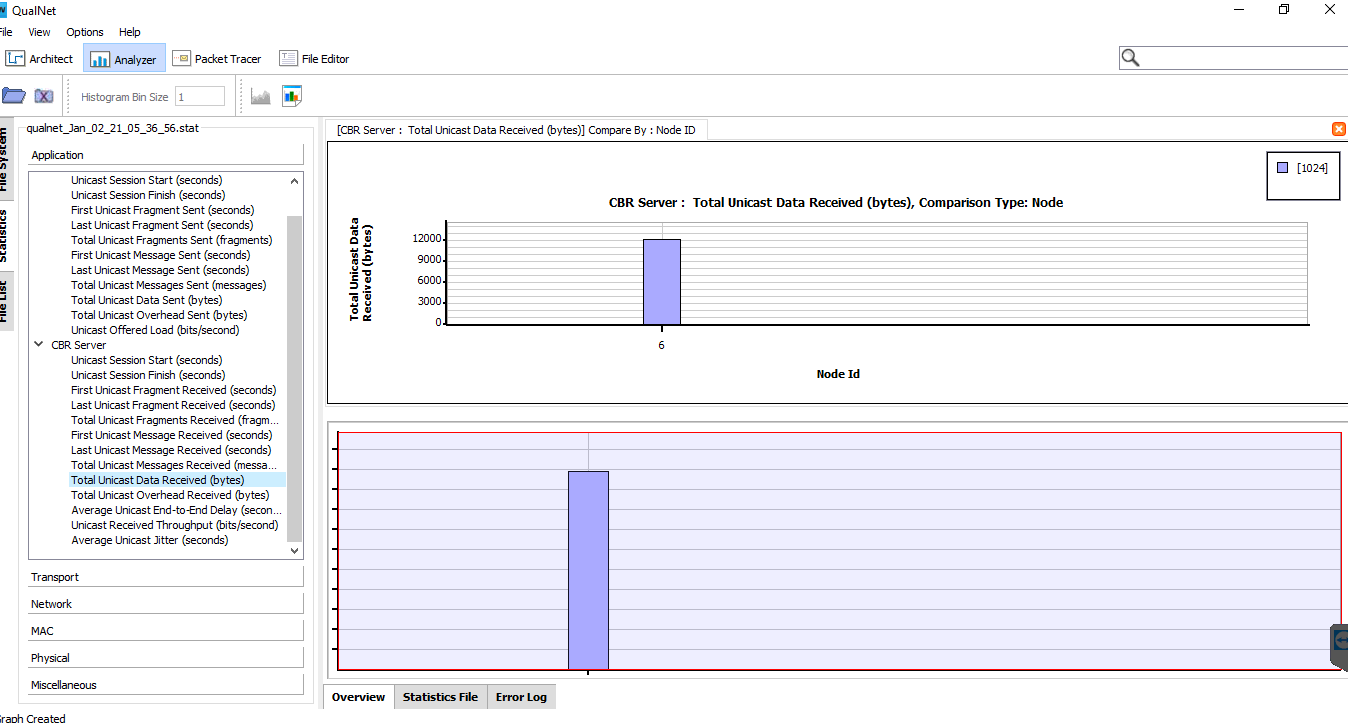 QualNet
File View Options Help
Architect Analyzer Packet Tracer File Editor
Histogram Bin Size 1
File System
Statistics
File List
qualnet_Jan_02_21_05_36_56.stat
Application
Unicast Session Start (seconds)
Unicast Session Finish (seconds)
First Unicast Fragment Sent (seconds)
Last Unicast Fragment Sent (seconds)
Total Unicast Fragments Sent (fragments)
First Unicast Message Sent (seconds)
Last Unicast Message Sent (seconds)
Total Unicast Messages Sent (messages)
Total Unicast Data Sent (bytes)
Total Unicast Overhead Sent (bytes)
Unicast Offered Load (bits/second)
CBR Server
Unicast Session Start (seconds)
Unicast Session Finish (seconds)
First Unicast Fragment Received (seconds)
Last Unicast Fragment Received (seconds)
Total Unicast Fragments Received (fragm...
First Unicast Message Received (seconds)
Last Unicast Message Received (seconds)
Total Unicast Messages Received (messa...
Total Unicast Data Received (bytes)
Total Unicast Overhead Received (bytes)
Average Unicast End-to-End Delay (secon...
Unicast Received Throughput (bits/second)
Average Unicast Jitter (seconds)
Transport
Network
MAC
Physical
Miscellaneous
[CBR Server : Total Unicast Data Received (bytes)] Compare By : Node ID
[1024]
CBR Server : Total Unicast Data Received (bytes), Comparison Type: Node
Total Unicast Data
Received (bytes)
12000
9000
6000
3000
0
6
Node Id
Overview Statistics File Error Log
Graph Created